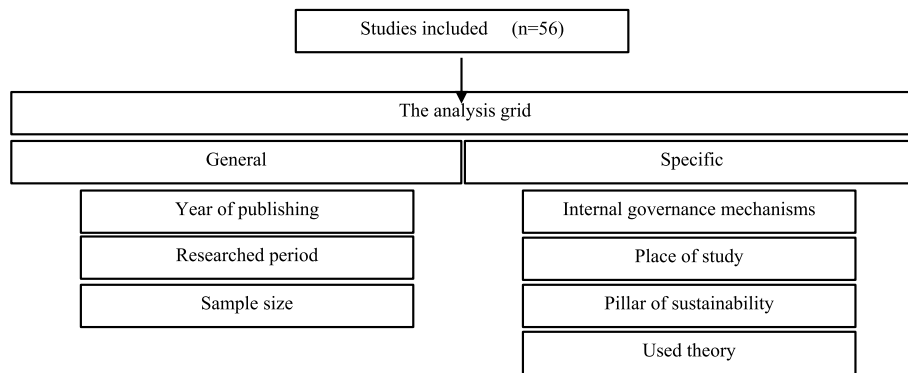 Studies included (n=56)
The analysis grid
General
Specific
Year of publishing
Internal governance mechanisms
Researched period
Place of study
Sample size
Pillar of sustainability
Used theory